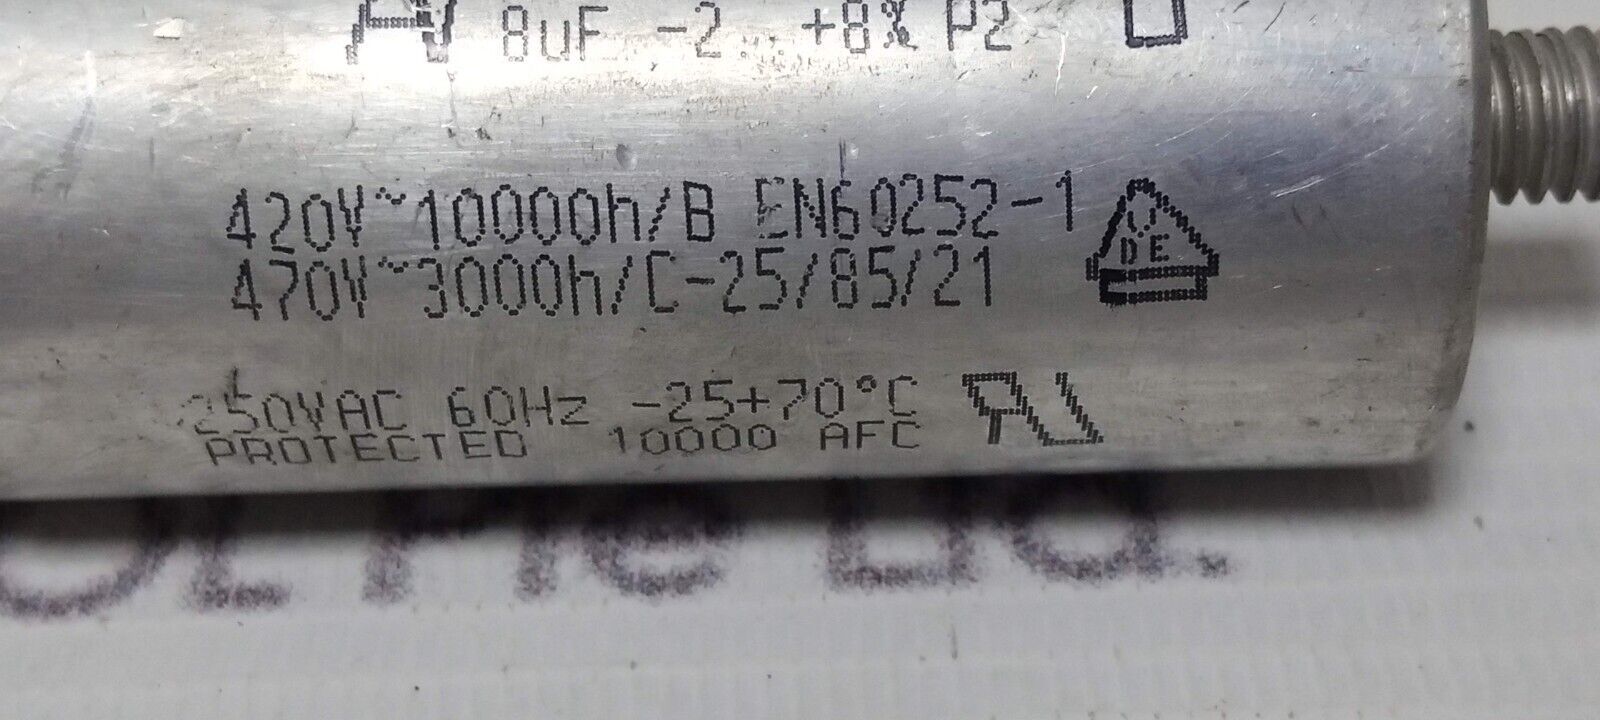 8uF -2...+8% P2
420V~10000h/B EN60252-1
470V~3000h/C-25/85/21
VDE
250VAC 60Hz -25+70°C
PROTECTED 10000 AFC